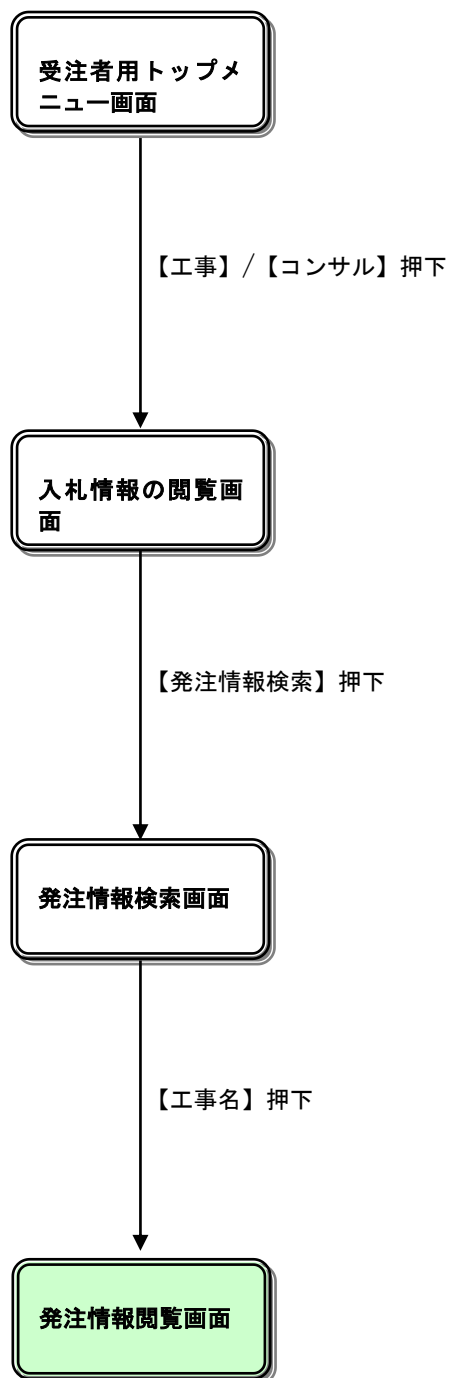 受注者用トップメ
ニュー画面
【工事】/【コンサル】押下
入札情報の閲覧画
面
【発注情報検索】押下
発注情報検索画面
【工事名】押下
発注情報閲覧画面